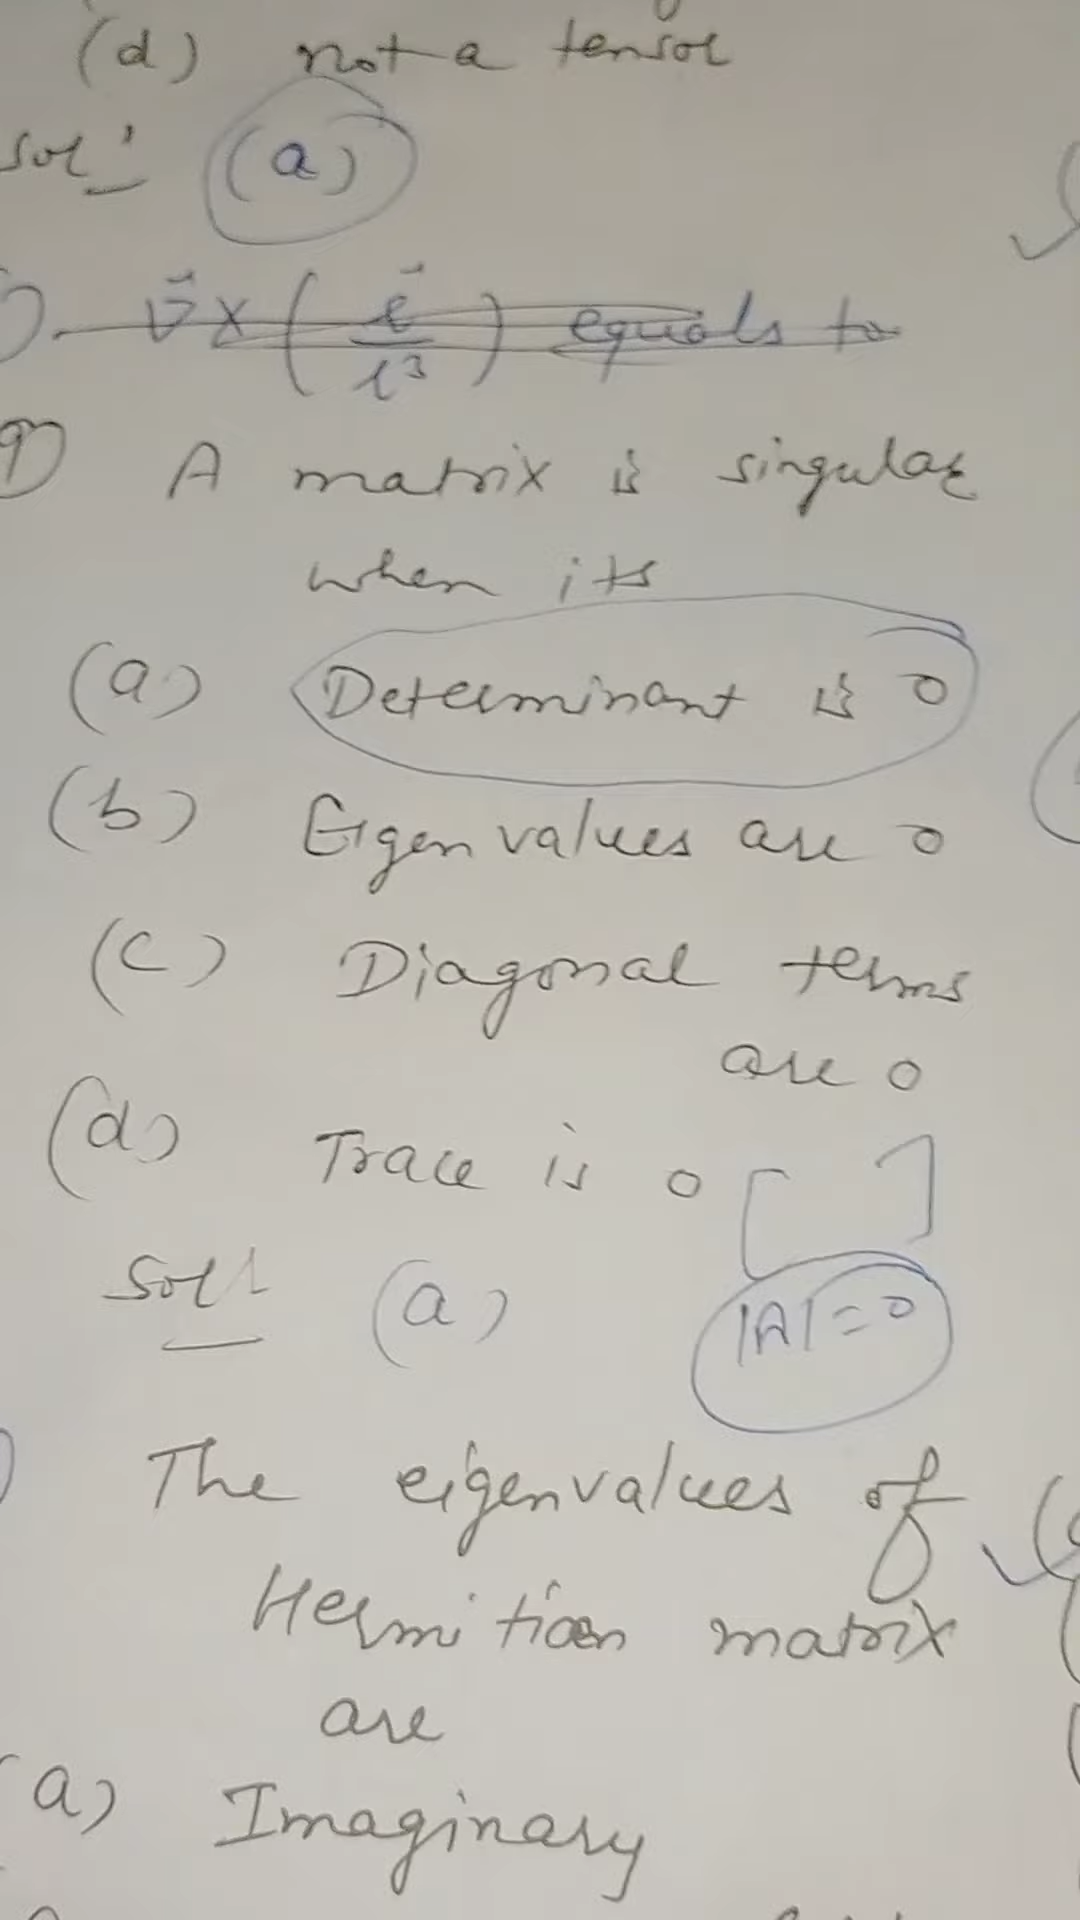 (d) not a tensor
Sol: (a)
∇⃗ × (r⃗ / r³) equals to
A matrix is singular
when its
(a) Determinant is 0
(b) Eigen values are 0
(c) Diagonal terms
are 0
(d) Trace is 0 [ ]
Sol: (a) |A| = 0
The eigenvalues of
Hermitian matrix
are
(a) Imaginary